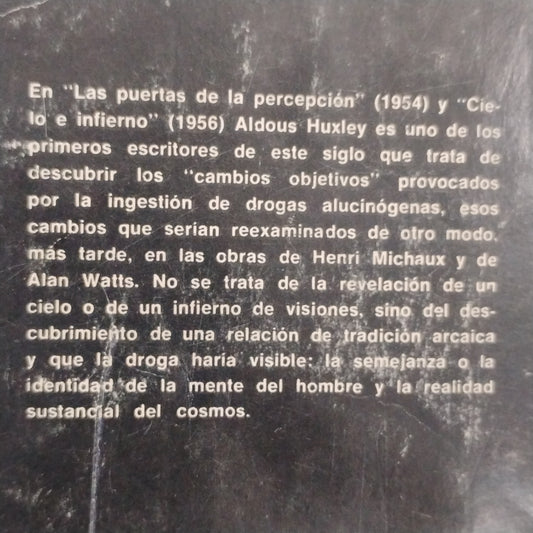 En "Las puertas de la percepción" (1954) y "Cie-
lo e infierno" (1956) Aldous Huxley es uno de los
primeros escritores de este siglo que trata de
descubrir los "cambios objetivos" provocados
por la ingestión de drogas alucinógenas, esos
cambios que serían reexaminados de otro modo,
más tarde, en las obras de Henri Michaux y de
Alan Watts. No se trata de la revelación de un
cielo o de un infierno de visiones, sino del des-
cubrimiento de una relación de tradición arcaica
y que la droga haría visible: la semejanza o la
identidad de la mente del hombre y la realidad
sustancial del cosmos.